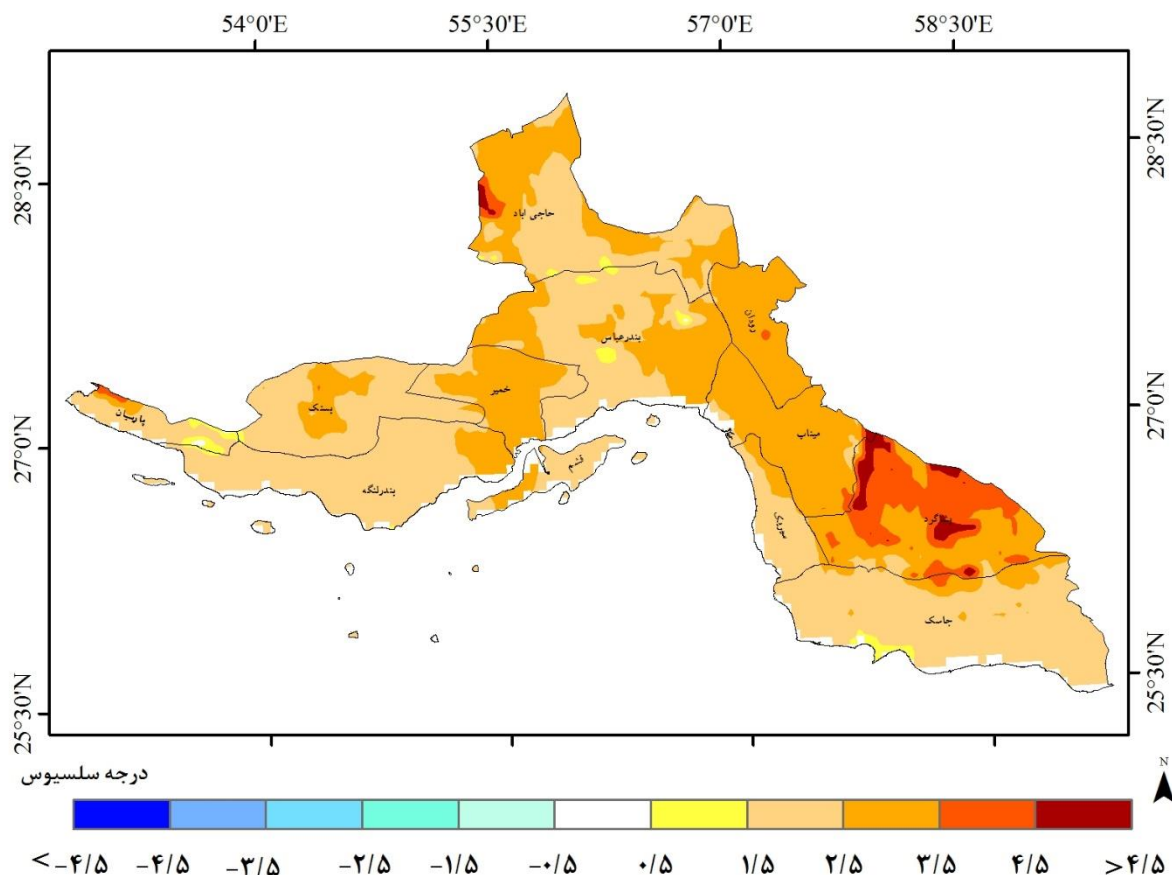 54°0'E 55°30'E 57°0'E 58°30'E
28°30'N
28°30'N
حاجی اباد
رودان
بندرعباس
خمیر
بستک
پارسیان
27°0'N
27°0'N
میناب
قشم
بندرلنگه
سیریک
بشاگرد
جاسک
25°30'N
25°30'N
درجه سلسیوس
N
<-۴/۵ -۴/۵ -۳/۵ -۲/۵ -۱/۵ -۰/۵ ۰/۵ ۱/۵ ۲/۵ ۳/۵ ۴/۵ >۴/۵